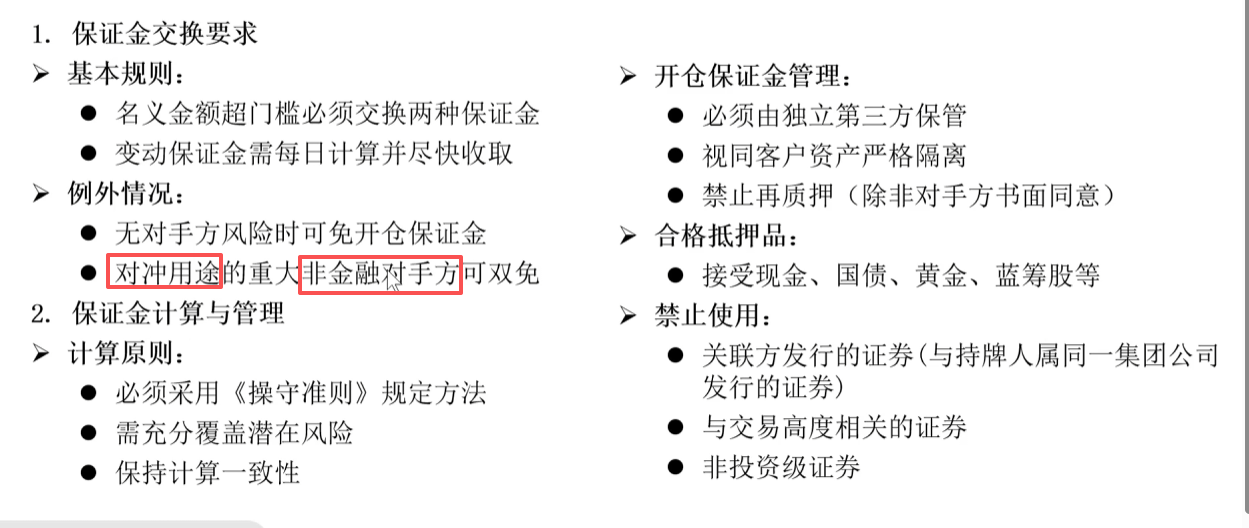 1. 保证金交换要求
➢ 基本规则：
● 名义金额超门槛必须交换两种保证金
● 变动保证金需每日计算并尽快收取
➢ 例外情况：
● 无对手方风险时可免开仓保证金
● 对冲用途的重大非金融对手方可双免
2. 保证金计算与管理
➢ 计算原则：
● 必须采用《操守准则》规定方法
● 需充分覆盖潜在风险
● 保持计算一致性
➢ 开仓保证金管理：
● 必须由独立第三方保管
● 视同客户资产严格隔离
● 禁止再质押（除非对手方书面同意）
➢ 合格抵押品：
● 接受现金、国债、黄金、蓝筹股等
➢ 禁止使用：
● 关联方发行的证券(与持牌人属同一集团公司
发行的证券)
● 与交易高度相关的证券
● 非投资级证券